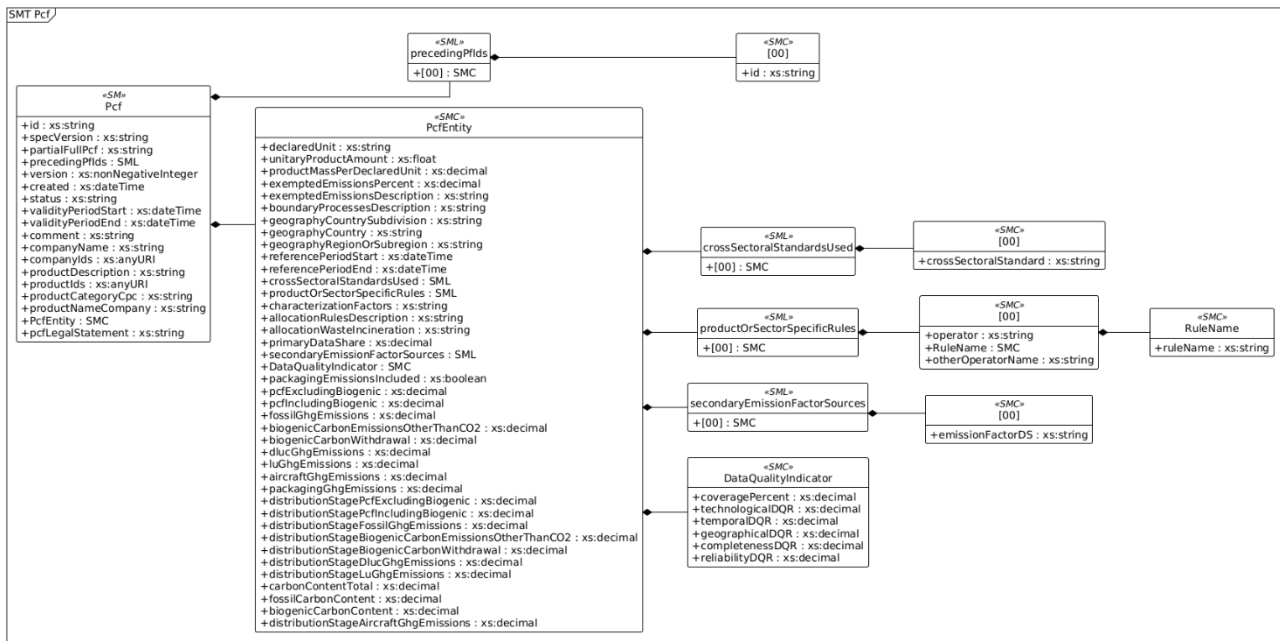 SMT Pcf
«SML»
precedingPfIds
+[00] : SMC
«SMC»
[00]
+id : xs:string
«SM»
Pcf
+id : xs:string
+specVersion : xs:string
+partialFullPcf : xs:string
+precedingPfIds : SML
+version : xs:nonNegativeInteger
+created : xs:dateTime
+status : xs:string
+validityPeriodStart : xs:dateTime
+validityPeriodEnd : xs:dateTime
+comment : xs:string
+companyName : xs:string
+companyIds : xs:anyURI
+productDescription : xs:string
+productIds : xs:anyURI
+productCategoryCpc : xs:string
+productNameCompany : xs:string
+PcfEntity : SMC
+pcfLegalStatement : xs:string
«SMC»
PcfEntity
+declaredUnit : xs:string
+unitaryProductAmount : xs:float
+productMassPerDeclaredUnit : xs:decimal
+exemptedEmissionsPercent : xs:decimal
+exemptedEmissionsDescription : xs:string
+boundaryProcessesDescription : xs:string
+geographyCountrySubdivision : xs:string
+geographyCountry : xs:string
+geographyRegionOrSubregion : xs:string
+referencePeriodStart : xs:dateTime
+referencePeriodEnd : xs:dateTime
+crossSectoralStandardsUsed : SML
+productOrSectorSpecificRules : SML
+characterizationFactors : xs:string
+allocationRulesDescription : xs:string
+allocationWasteIncineration : xs:string
+primaryDataShare : xs:decimal
+secondaryEmissionFactorSources : SML
+DataQualityIndicator : SMC
+packagingEmissionsIncluded : xs:boolean
+pcfExcludingBiogenic : xs:decimal
+pcfIncludingBiogenic : xs:decimal
+fossilGhgEmissions : xs:decimal
+biogenicCarbonEmissionsOtherThanCO2 : xs:decimal
+biogenicCarbonWithdrawal : xs:decimal
+dlucGhgEmissions : xs:decimal
+luGhgEmissions : xs:decimal
+aircraftGhgEmissions : xs:decimal
+packagingGhgEmissions : xs:decimal
+distributionStagePcfExcludingBiogenic : xs:decimal
+distributionStagePcfIncludingBiogenic : xs:decimal
+distributionStageFossilGhgEmissions : xs:decimal
+distributionStageBiogenicCarbonEmissionsOtherThanCO2 : xs:decimal
+distributionStageBiogenicCarbonWithdrawal : xs:decimal
+distributionStageDlucGhgEmissions : xs:decimal
+distributionStageLuGhgEmissions : xs:decimal
+carbonContentTotal : xs:decimal
+fossilCarbonContent : xs:decimal
+biogenicCarbonContent : xs:decimal
+distributionStageAircraftGhgEmissions : xs:decimal
«SML»
crossSectoralStandardsUsed
+[00] : SMC
«SMC»
[00]
+crossSectoralStandard : xs:string
«SML»
productOrSectorSpecificRules
+[00] : SMC
«SMC»
[00]
+operator : xs:string
+RuleName : SMC
+otherOperatorName : xs:string
«SMC»
RuleName
+ruleName : xs:string
«SML»
secondaryEmissionFactorSources
+[00] : SMC
«SMC»
[00]
+emissionFactorDS : xs:string
«SMC»
DataQualityIndicator
+coveragePercent : xs:decimal
+technologicalDQR : xs:decimal
+temporalDQR : xs:decimal
+geographicalDQR : xs:decimal
+completenessDQR : xs:decimal
+reliabilityDQR : xs:decimal